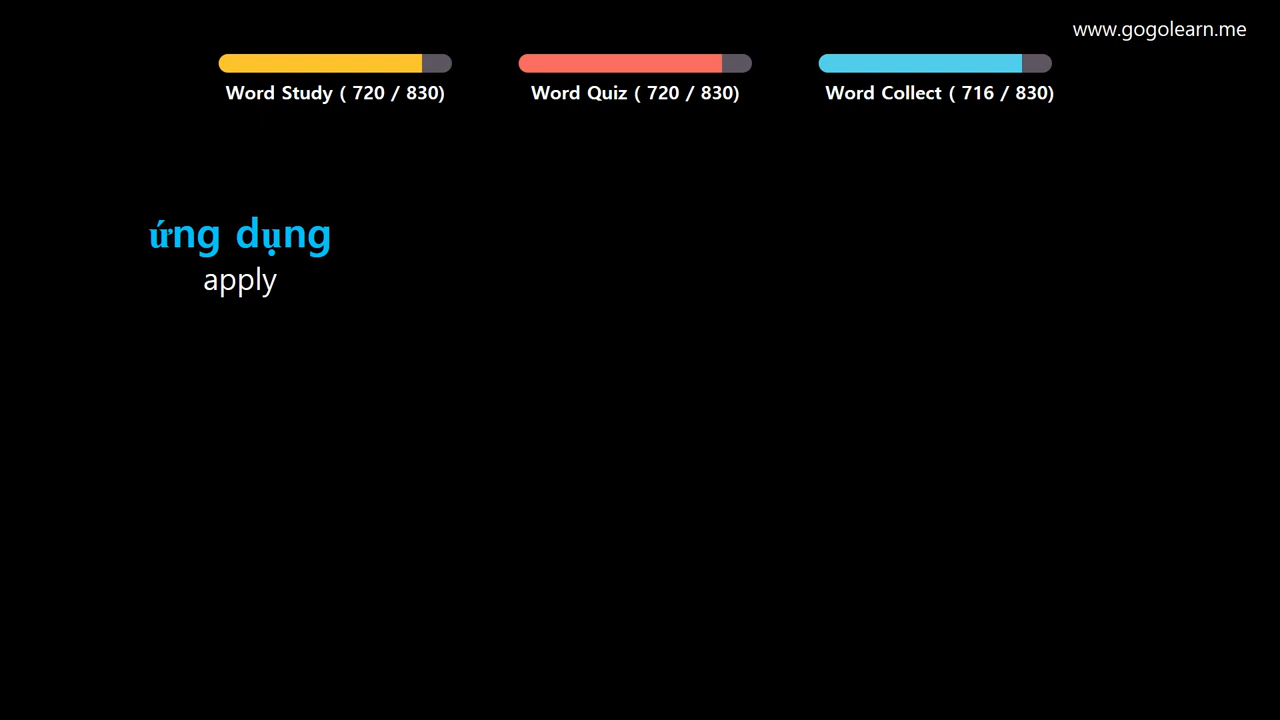 www.gogolearn.me
Word Study ( 720 / 830)
Word Quiz ( 720 / 830)
Word Collect ( 716 / 830)
ứng dụng
apply